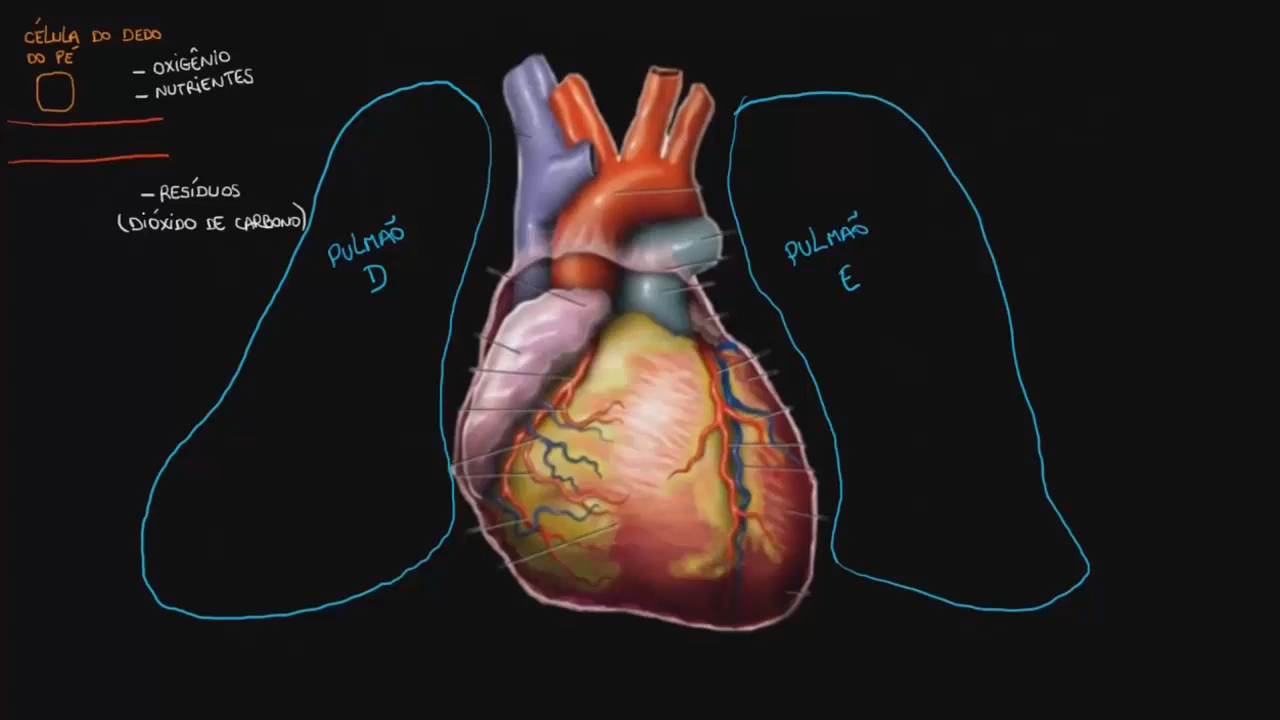 CÉLULA DO DEDO
DO PÉ
- OXIGÊNIO
- NUTRIENTES
- RESÍDUOS
(DIÓXIDO DE CARBONO)
PULMÃO
D
PULMÃO
E